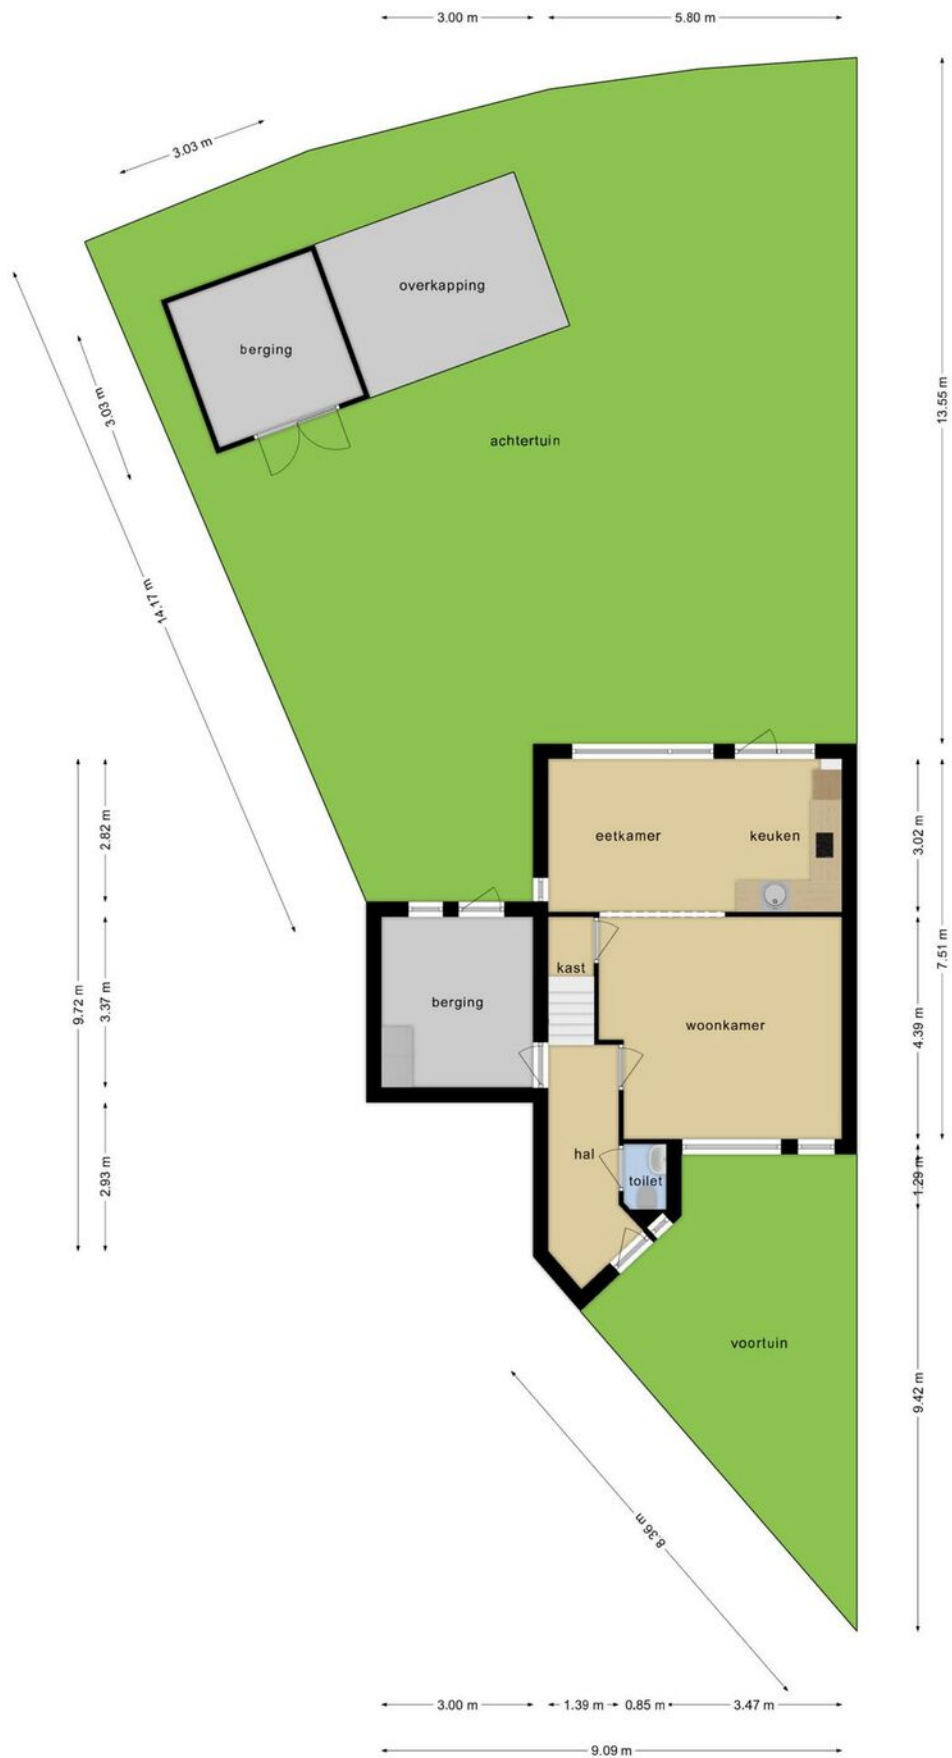 3.00 m
5.80 m
3.03 m
overkapping
berging
13.55 m
3.03 m
achtertuin
14.17 m
2.82 m
eetkamer
keuken
3.02 m
7.51 m
kast
9.72 m
3.37 m
berging
woonkamer
4.39 m
hal
2.93 m
toilet
1.29 m
voortuin
9.42 m
8.36 m
3.00 m
1.39 m
0.85 m
3.47 m
9.09 m